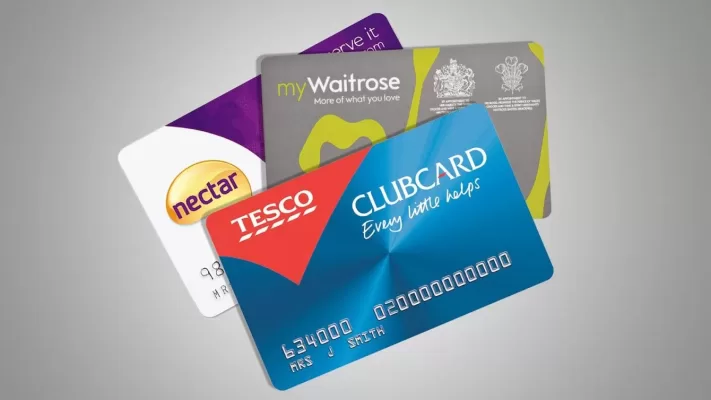 erve it
.com
myWaitrose
More of what you love
nectar
98
MR
TESCO
CLUBCARD
Every little helps
634000 020000000000
MRS J SMITH